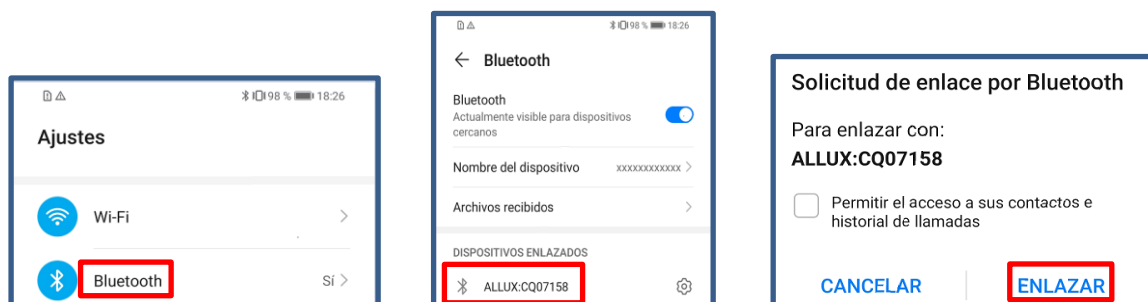 98 % 18:26
Ajustes
Wi-Fi
Bluetooth Sí
98 % 18:26
Bluetooth
Bluetooth
Actualmente visible para dispositivos
cercanos
Nombre del dispositivo xxxxxxxxxxxx
Archivos recibidos
DISPOSITIVOS ENLAZADOS
ALLUX:CQ07158
Solicitud de enlace por Bluetooth
Para enlazar con:
ALLUX:CQ07158
Permitir el acceso a sus contactos e
historial de llamadas
CANCELAR ENLAZAR